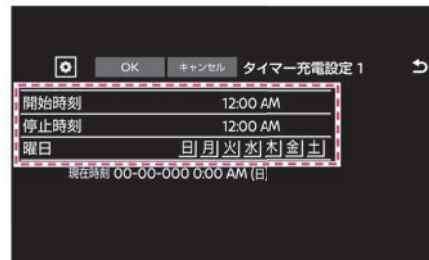 OK キャンセル タイマー充電設定 1
開始時刻 12:00 AM
停止時刻 12:00 AM
曜日 日|月|火|水|木|金|土|
現在時刻 00-00-000 0:00 AM (日)